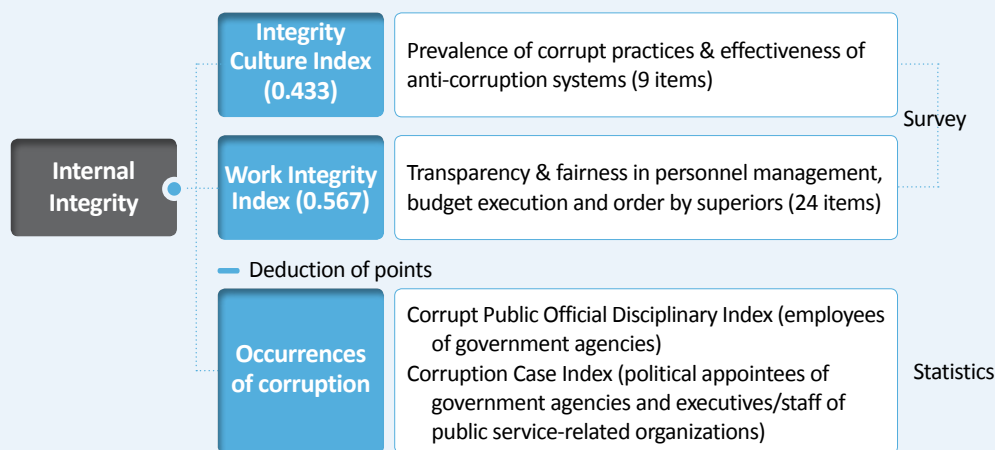 Internal
Integrity
Integrity
Culture Index
(0.433)
Prevalence of corrupt practices & effectiveness of
anti-corruption systems (9 items)
Survey
Work Integrity
Index (0.567)
Transparency & fairness in personnel management,
budget execution and order by superiors (24 items)
Deduction of points
Occurrences
of corruption
Corrupt Public Official Disciplinary Index (employees
of government agencies)
Corruption Case Index (political appointees of
government agencies and executives/staff of
public service-related organizations)
Statistics